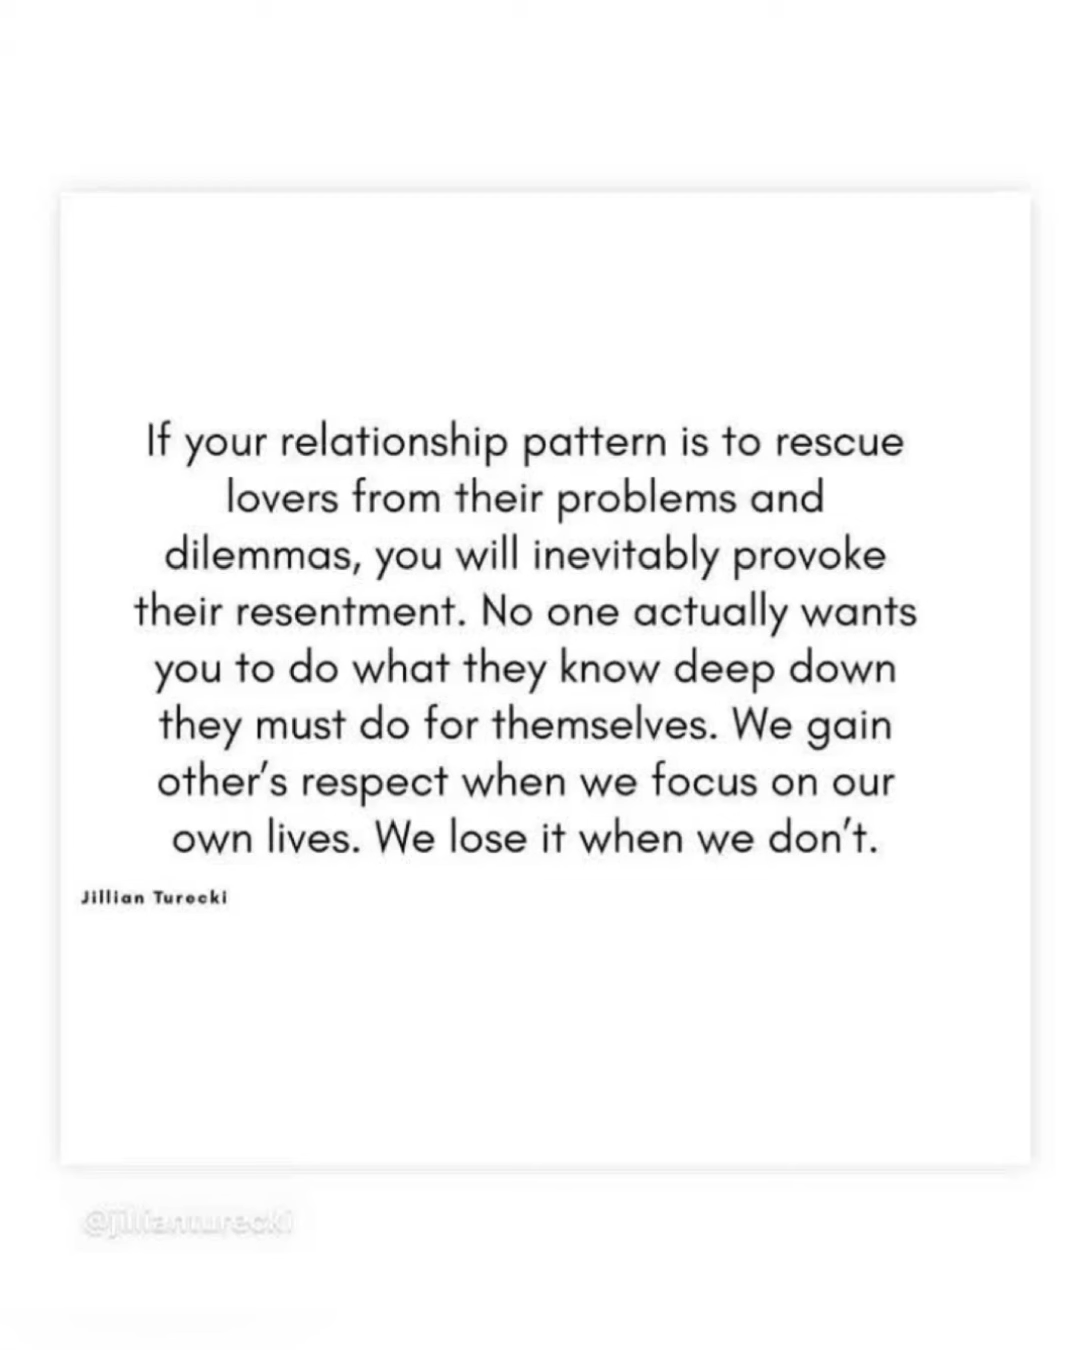 If your relationship pattern is to rescue
lovers from their problems and
dilemmas, you will inevitably provoke
their resentment. No one actually wants
you to do what they know deep down
they must do for themselves. We gain
other's respect when we focus on our
own lives. We lose it when we don't.
Jillian Turecki
@jillianturecki